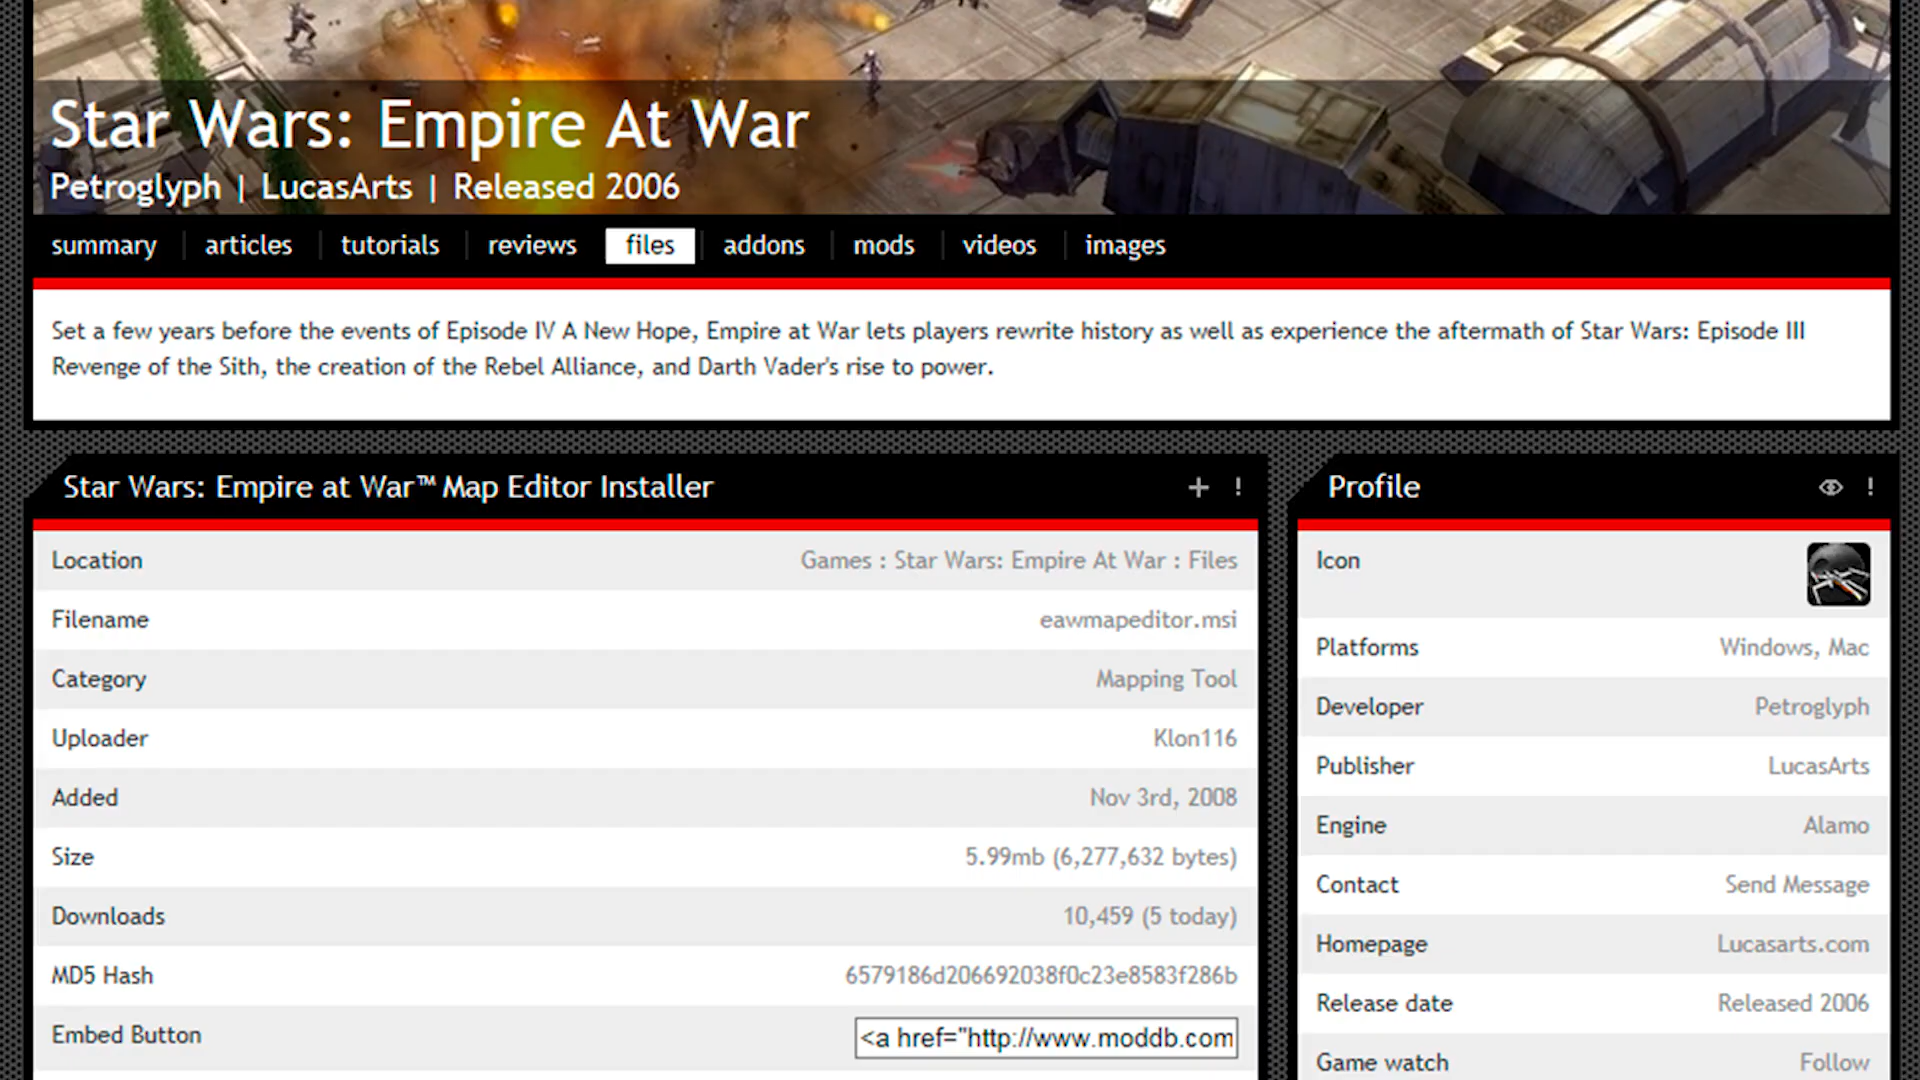 Star Wars: Empire At War
Petroglyph | LucasArts | Released 2006
summary articles tutorials reviews files addons mods videos images
Set a few years before the events of Episode IV A New Hope, Empire at War lets players rewrite history as well as experience the aftermath of Star Wars: Episode III
Revenge of the Sith, the creation of the Rebel Alliance, and Darth Vader's rise to power.
Star Wars: Empire at War™ Map Editor Installer
Location Games : Star Wars: Empire At War : Files
Filename eawmapeditor.msi
Category Mapping Tool
Uploader Klon116
Added Nov 3rd, 2008
Size 5.99mb (6,277,632 bytes)
Downloads 10,459 (5 today)
MD5 Hash 6579186d206692038f0c23e8583f286b
Embed Button <a href="http://www.moddb.com
Profile
Icon
Platforms Windows, Mac
Developer Petroglyph
Publisher LucasArts
Engine Alamo
Contact Send Message
Homepage Lucasarts.com
Release date Released 2006
Game watch Follow